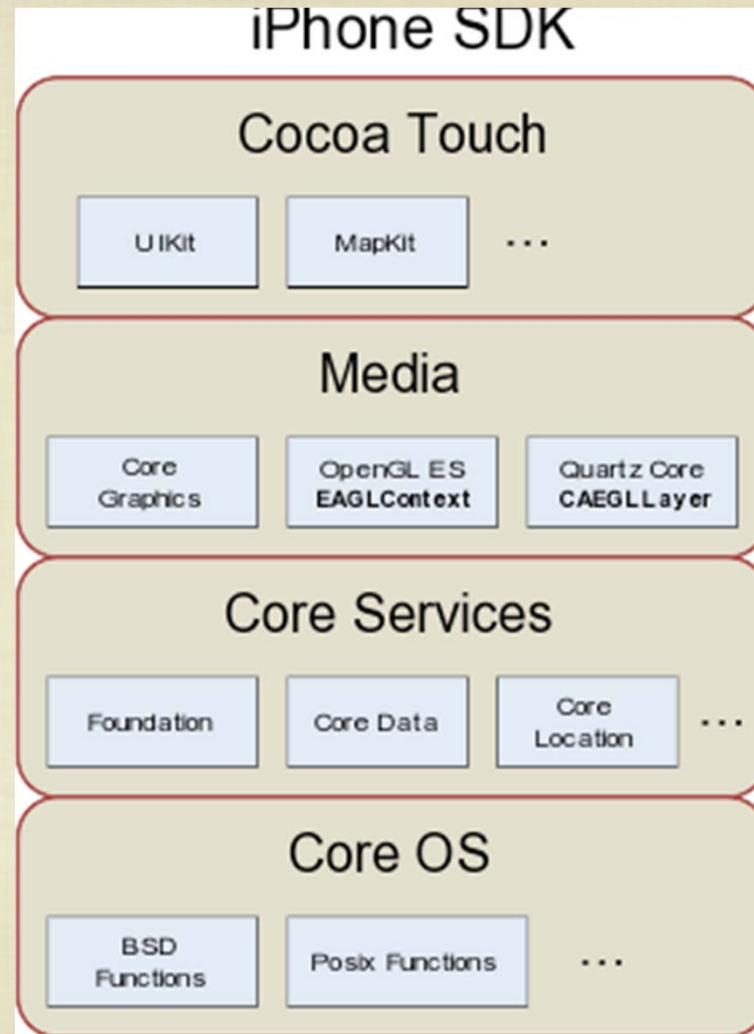 iPhone SDK
Cocoa Touch
UIKit
MapKit
...
Media
Core
Graphics
OpenGL ES
EAGLContext
Quartz Core
CAEGLLayer
Core Services
Foundation
Core Data
Core
Location
...
Core OS
BSD
Functions
Posix Functions
...